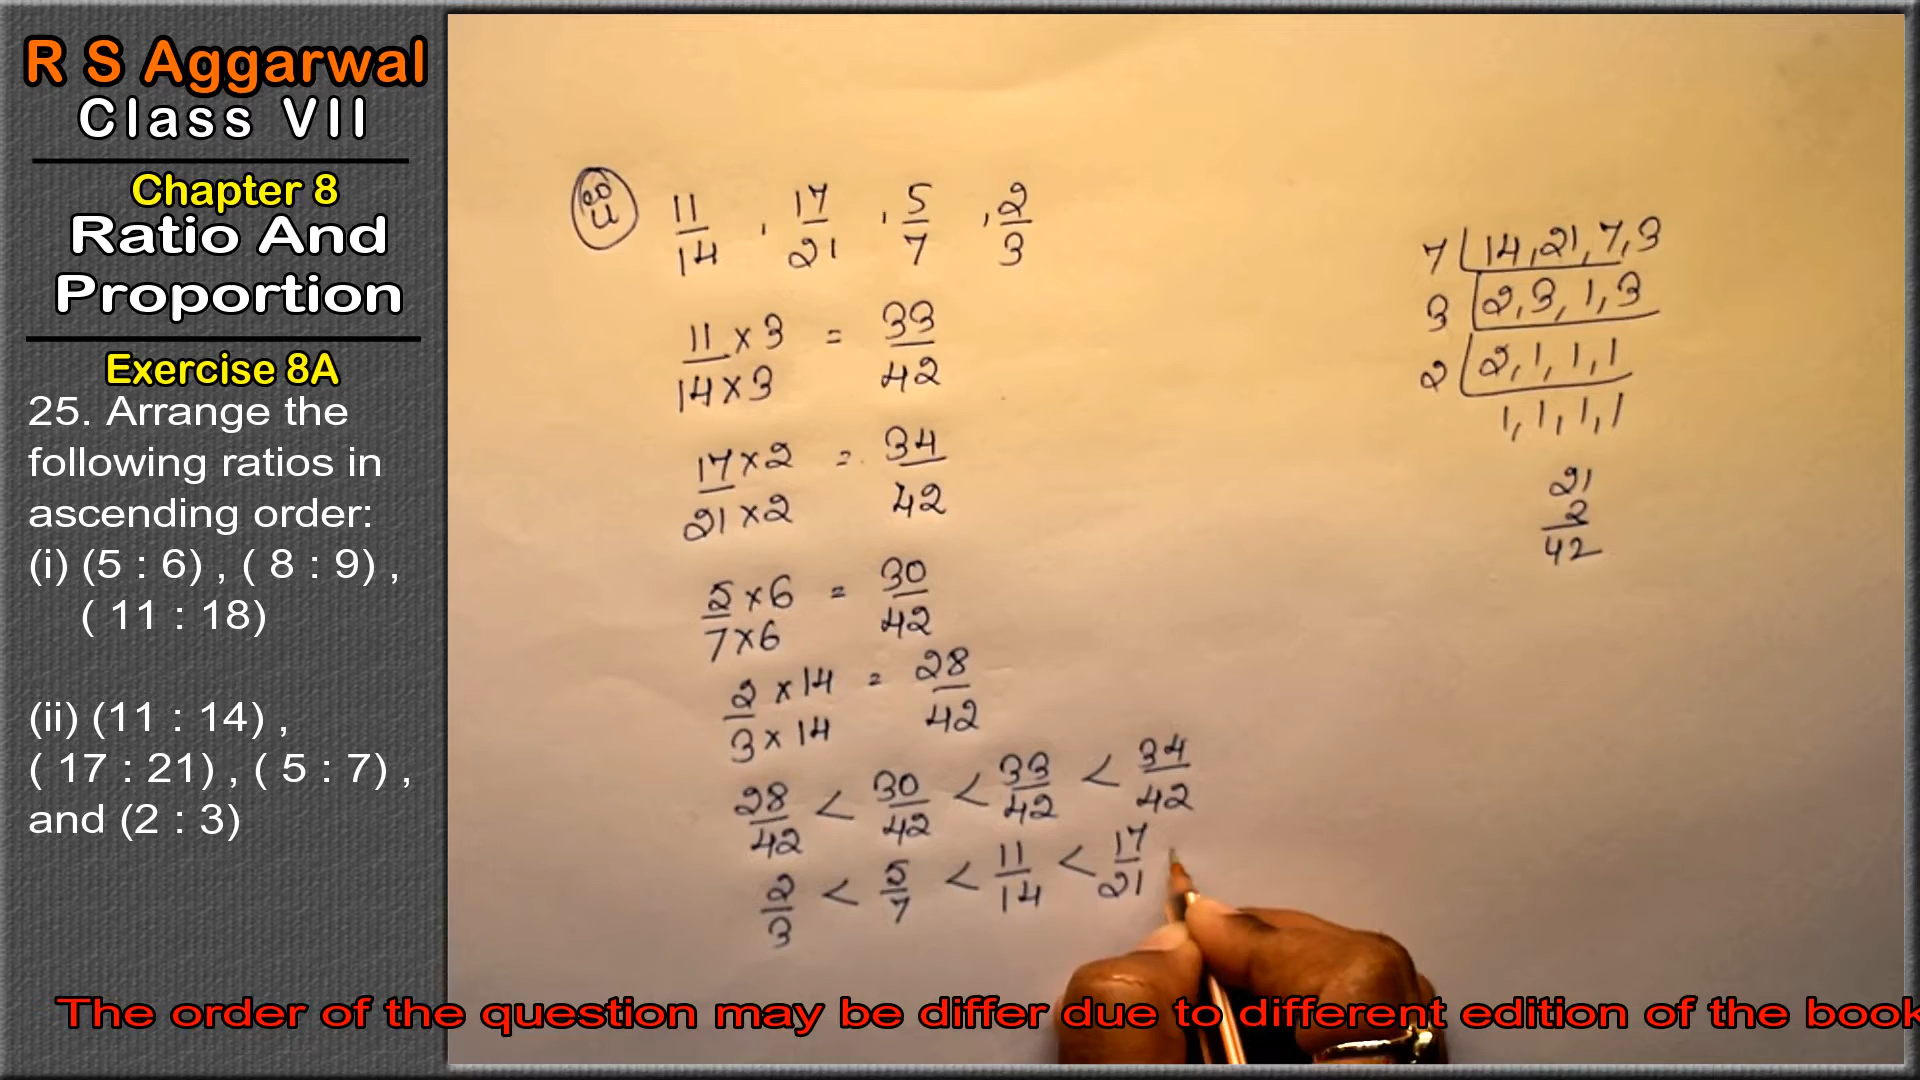 R S Aggarwal
Class VII
Chapter 8
Ratio And
Proportion
Exercise 8A
25. Arrange the
following ratios in
ascending order:
(i) (5 : 6) , ( 8 : 9) ,
( 11 : 18)
(ii) (11 : 14) ,
( 17 : 21) , ( 5 : 7) ,
and (2 : 3)
11/14 , 17/21 , 5/7 , 2/3
11 × 3 / 14 × 3 = 33/42
17 × 2 / 21 × 2 = 34/42
5 × 6 / 7 × 6 = 30/42
2 × 14 / 3 × 14 = 28/42
28/42 < 30/42 < 33/42 < 34/42
2/3 < 5/7 < 11/14 < 17/21
7 | 14, 21, 7, 3
3 | 2, 3, 1, 3
2 | 2, 1, 1, 1
1, 1, 1, 1
21
2
42
The order of the question may be differ due to different edition of the book